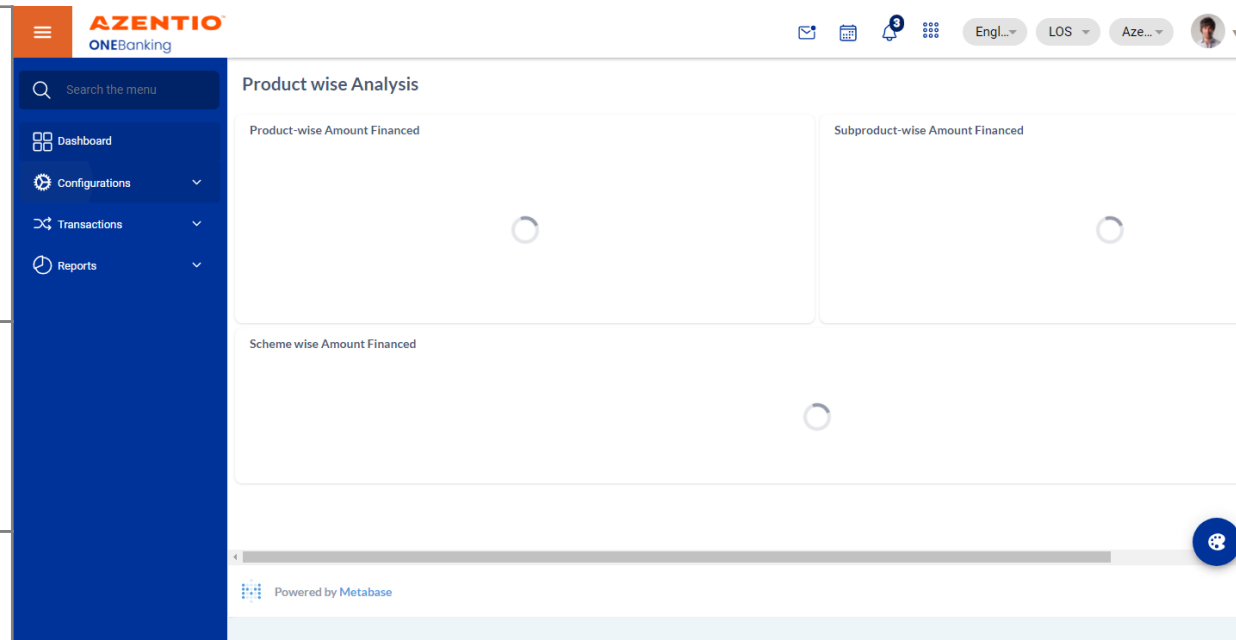 AZENTIO
ONEBanking
3
Engl...
LOS
Aze...
Search the menu
Dashboard
Configurations
Transactions
Reports
Product wise Analysis
Product-wise Amount Financed
Subproduct-wise Amount Financed
Scheme wise Amount Financed
Powered by Metabase